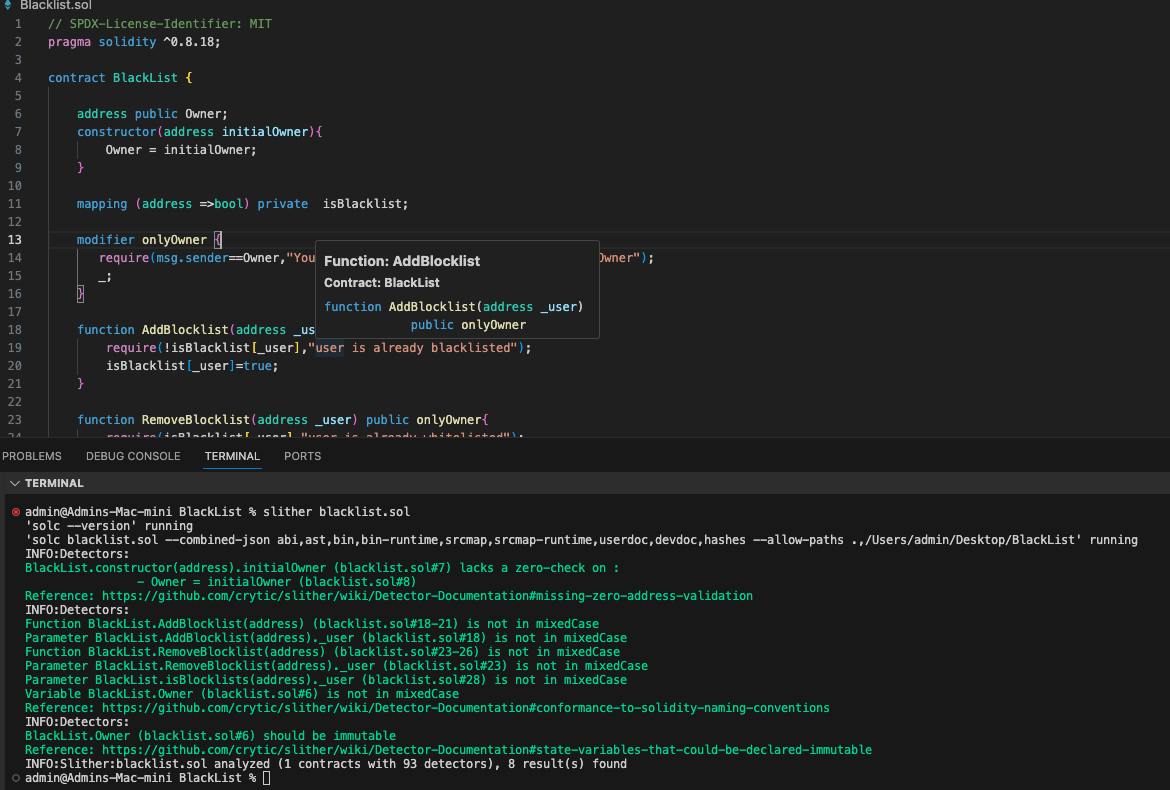 Blacklist.sol
1 // SPDX-License-Identifier: MIT
2 pragma solidity ^0.8.18;
3
4 contract BlackList {
5
6 address public Owner;
7 constructor(address initialOwner){
8 Owner = initialOwner;
9 }
10
11 mapping (address =>bool) private  isBlacklist;
12
13 modifier onlyOwner {
14 require(msg.sender==Owner,"You Owner");
15 _;
16 }
17
18 function AddBlocklist(address _us
19 require(!isBlacklist[_user],"user is already blacklisted");
20 isBlacklist[_user]=true;
21 }
22
23 function RemoveBlocklist(address _user) public onlyOwner{
24 require(isBlacklist[_user],"user is already whitelisted");
Function: AddBlocklist
Contract: BlackList
function AddBlocklist(address _user)
public onlyOwner
PROBLEMS DEBUG CONSOLE TERMINAL PORTS
TERMINAL
admin@Admins-Mac-mini BlackList % slither blacklist.sol
'solc --version' running
'solc blacklist.sol --combined-json abi,ast,bin,bin-runtime,srcmap,srcmap-runtime,userdoc,devdoc,hashes --allow-paths .,/Users/admin/Desktop/BlackList' running
INFO:Detectors:
BlackList.constructor(address).initialOwner (blacklist.sol#7) lacks a zero-check on :
- Owner = initialOwner (blacklist.sol#8)
Reference: https://github.com/crytic/slither/wiki/Detector-Documentation#missing-zero-address-validation
INFO:Detectors:
Function BlackList.AddBlocklist(address) (blacklist.sol#18-21) is not in mixedCase
Parameter BlackList.AddBlocklist(address)._user (blacklist.sol#18) is not in mixedCase
Function BlackList.RemoveBlocklist(address) (blacklist.sol#23-26) is not in mixedCase
Parameter BlackList.RemoveBlocklist(address)._user (blacklist.sol#23) is not in mixedCase
Parameter BlackList.isBlocklists(address)._user (blacklist.sol#28) is not in mixedCase
Variable BlackList.Owner (blacklist.sol#6) is not in mixedCase
Reference: https://github.com/crytic/slither/wiki/Detector-Documentation#conformance-to-solidity-naming-conventions
INFO:Detectors:
BlackList.Owner (blacklist.sol#6) should be immutable
Reference: https://github.com/crytic/slither/wiki/Detector-Documentation#state-variables-that-could-be-declared-immutable
INFO:Slither:blacklist.sol analyzed (1 contracts with 93 detectors), 8 result(s) found
admin@Admins-Mac-mini BlackList %